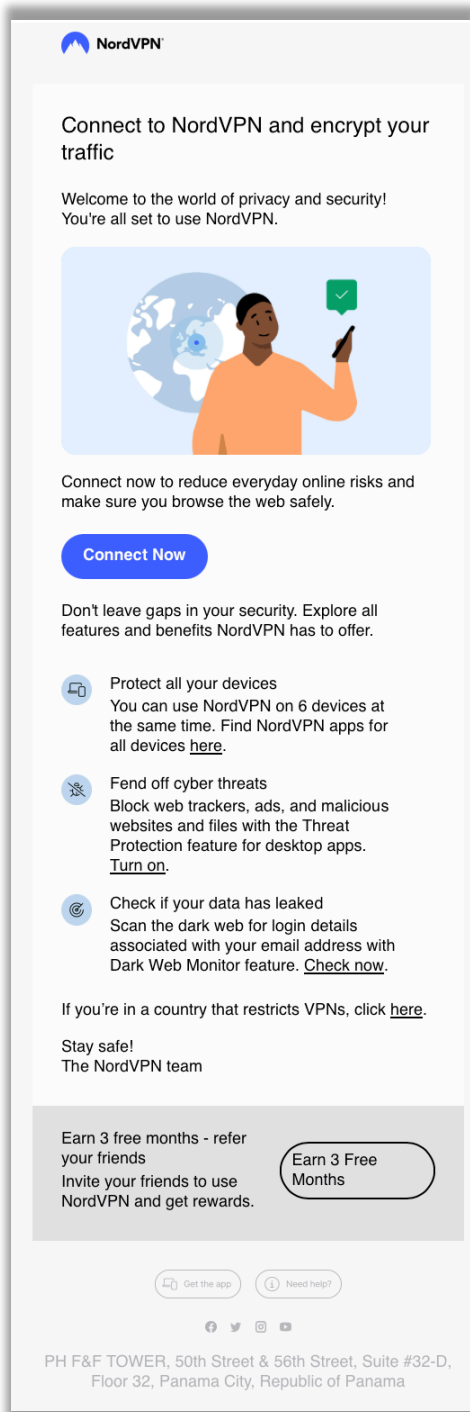 NordVPN®
Connect to NordVPN and encrypt your
traffic
Welcome to the world of privacy and security!
You're all set to use NordVPN.
Connect now to reduce everyday online risks and
make sure you browse the web safely.
Connect Now
Don't leave gaps in your security. Explore all
features and benefits NordVPN has to offer.
Protect all your devices
You can use NordVPN on 6 devices at
the same time. Find NordVPN apps for
all devices here.
Fend off cyber threats
Block web trackers, ads, and malicious
websites and files with the Threat
Protection feature for desktop apps.
Turn on.
Check if your data has leaked
Scan the dark web for login details
associated with your email address with
Dark Web Monitor feature. Check now.
If you’re in a country that restricts VPNs, click here.
Stay safe!
The NordVPN team
Earn 3 free months - refer
your friends
Invite your friends to use
NordVPN and get rewards.
Earn 3 Free
Months
Get the app
Need help?
PH F&F TOWER, 50th Street & 56th Street, Suite #32-D,
Floor 32, Panama City, Republic of Panama